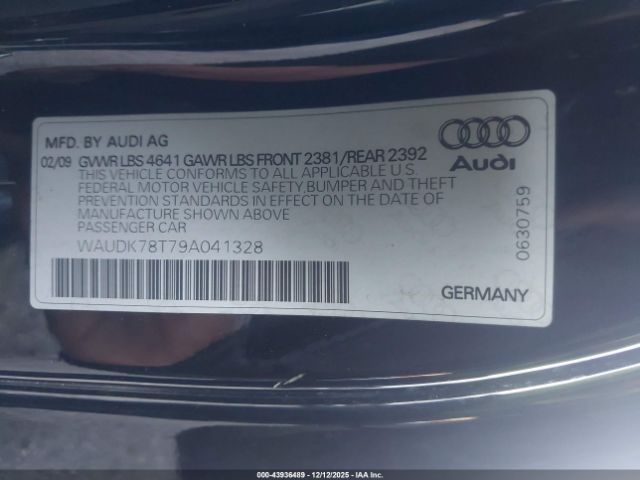 MFD. BY AUDI AG
02/09 GVWR LBS 4641 GAWR LBS FRONT 2381/REAR 2392
THIS VEHICLE CONFORMS TO ALL APPLICABLE U.S.
FEDERAL MOTOR VEHICLE SAFETY,BUMPER AND THEFT
PREVENTION STANDARDS IN EFFECT ON THE DATE OF
MANUFACTURE SHOWN ABOVE
PASSENGER CAR
WAUDK78T79A041328
Audi
0630759
GERMANY
000-43936489 - 12/12/2025 - IAA Inc.